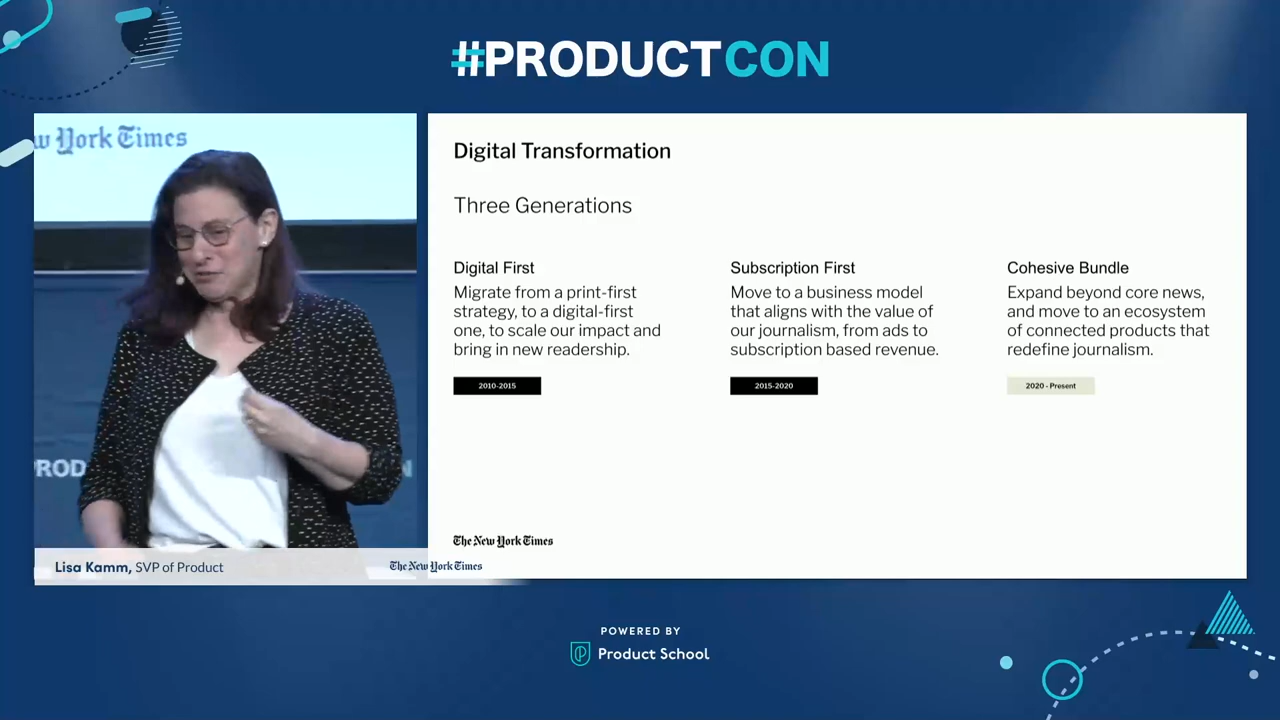 #PRODUCTCON
w York Times
Digital Transformation
Three Generations
Digital First
Migrate from a print-first
strategy, to a digital-first
one, to scale our impact and
bring in new readership.
2010-2015
Subscription First
Move to a business model
that aligns with the value of
our journalism, from ads to
subscription based revenue.
2015-2020
Cohesive Bundle
Expand beyond core news,
and move to an ecosystem
of connected products that
redefine journalism.
2020 - Present
PROD
N
The New York Times
Lisa Kamm, SVP of Product
The New York Times
POWERED BY
Product School